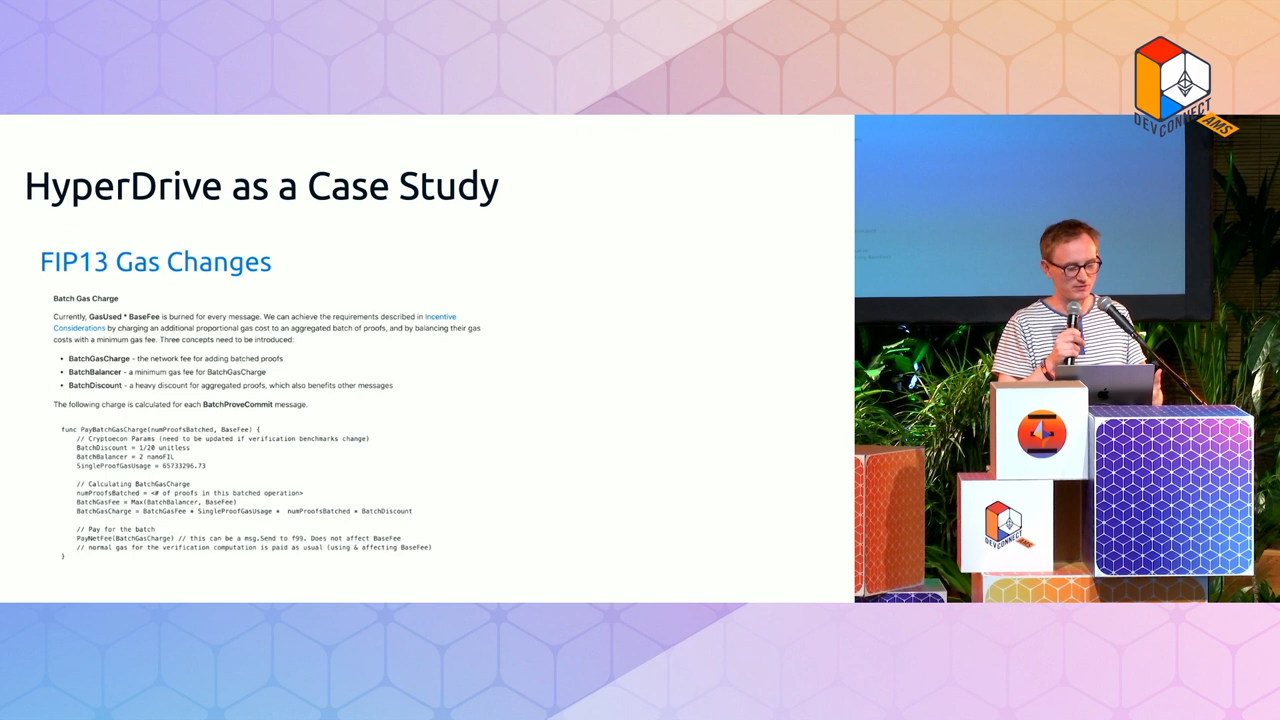 HyperDrive as a Case Study
FIP13 Gas Changes
Batch Gas Charge
Currently, GasUsed * BaseFee is burned for every message. We can achieve the requirements described in Incentive
Considerations by charging an additional proportional gas cost to an aggregated batch of proofs, and by balancing their gas
costs with a minimum gas fee. Three concepts need to be introduced:
• BatchGasCharge - the network fee for adding batched proofs
• BatchBalancer - a minimum gas fee for BatchGasCharge
• BatchDiscount - a heavy discount for aggregated proofs, which also benefits other messages
The following charge is calculated for each BatchProveCommit message.
func PayBatchGasCharge(numProofsBatched, BaseFee) {
// Cryptoecon Params (need to be updated if verification benchmarks change)
BatchDiscount = 1/20 unitless
BatchBalancer = 2 nanoFIL
SingleProofGasUsage = 65733296.73
// Calculating BatchGasCharge
numProofsBatched = <# of proofs in this batched operation>
BatchGasFee = Max(BatchBalancer, BaseFee)
BatchGasCharge = BatchGasFee * SingleProofGasUsage * numProofsBatched * BatchDiscount
// Pay for the batch
PayNetFee(BatchGasCharge) // this can be a msg.Send to f99. Does not affect BaseFee
// normal gas for the verification computation is paid as usual (using & affecting BaseFee)
}
DEVCONNECT
AMS
DEVCONNECT